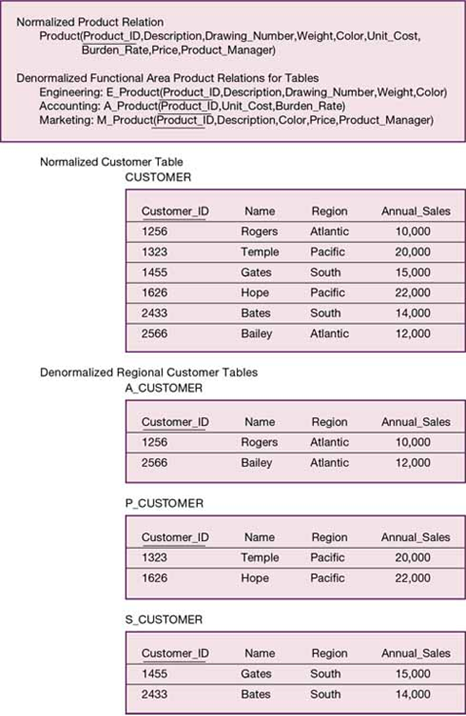 Normalized Product Relation
Product(Product_ID,Description,Drawing_Number,Weight,Color,Unit_Cost,
Burden_Rate,Price,Product_Manager)
Denormalized Functional Area Product Relations for Tables
Engineering: E_Product(Product_ID,Description,Drawing_Number,Weight,Color)
Accounting: A_Product(Product_ID,Unit_Cost,Burden_Rate)
Marketing: M_Product(Product_ID,Description,Color,Price,Product_Manager)
Normalized Customer Table
CUSTOMER
Customer_ID Name Region Annual_Sales
1256 Rogers Atlantic 10,000
1323 Temple Pacific 20,000
1455 Gates South 15,000
1626 Hope Pacific 22,000
2433 Bates South 14,000
2566 Bailey Atlantic 12,000
Denormalized Regional Customer Tables
A_CUSTOMER
Customer_ID Name Region Annual_Sales
1256 Rogers Atlantic 10,000
2566 Bailey Atlantic 12,000
P_CUSTOMER
Customer_ID Name Region Annual_Sales
1323 Temple Pacific 20,000
1626 Hope Pacific 22,000
S_CUSTOMER
Customer_ID Name Region Annual_Sales
1455 Gates South 15,000
2433 Bates South 14,000